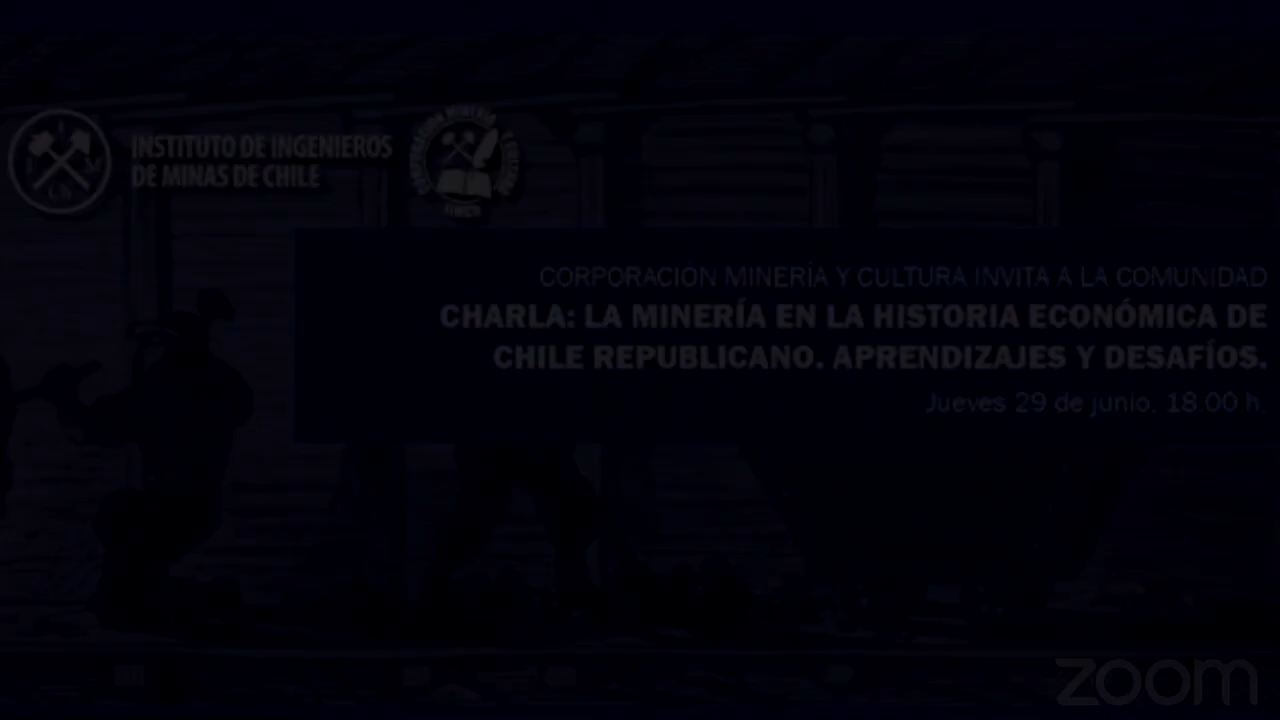 INSTITUTO DE INGENIEROS
DE MINAS DE CHILE
CORPORACIÓN MINERÍA Y CULTURA INVITA A LA COMUNIDAD
CHARLA: LA MINERÍA EN LA HISTORIA ECONÓMICA DE
CHILE REPUBLICANO. APRENDIZAJES Y DESAFÍOS.
Jueves 29 de junio, 18:00 h.
zoom